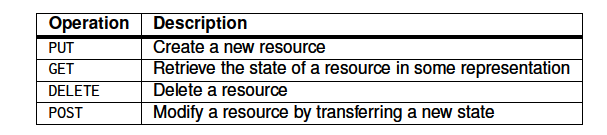 Operation Description
PUT Create a new resource
GET Retrieve the state of a resource in some representation
DELETE Delete a resource
POST Modify a resource by transferring a new state